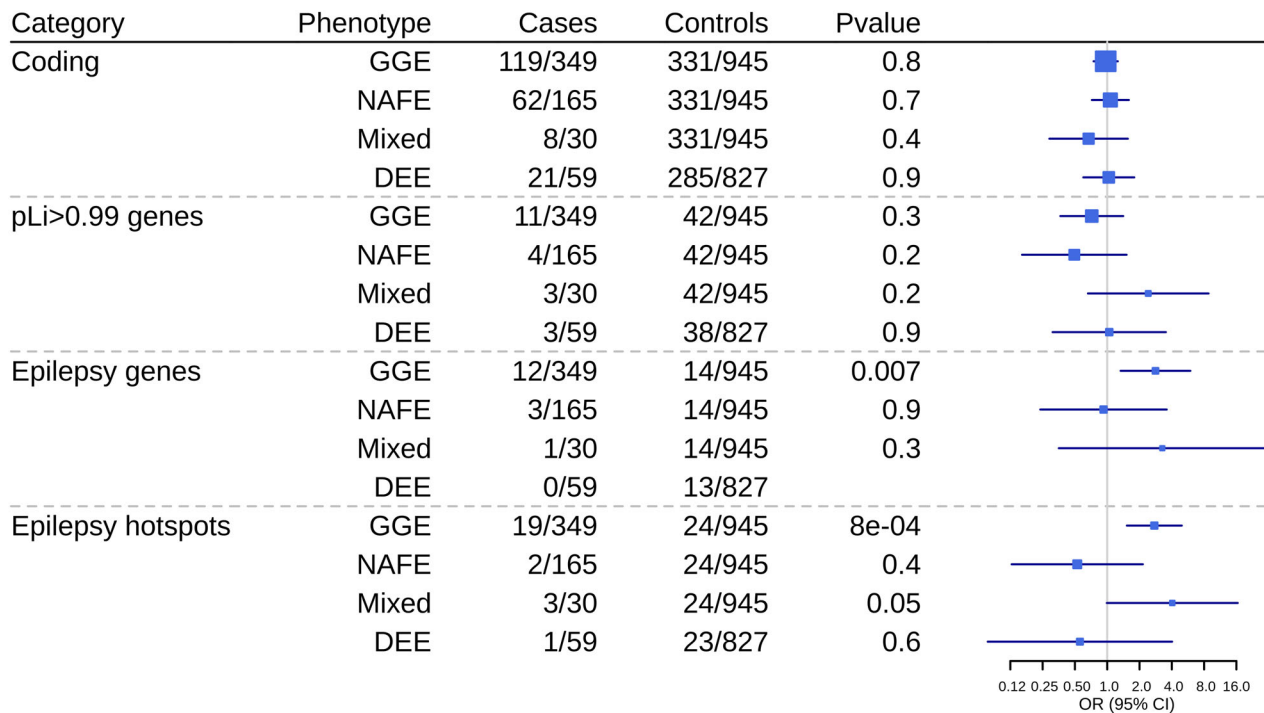 Category Phenotype Cases Controls Pvalue
Coding GGE 119/349 331/945 0.8
NAFE 62/165 331/945 0.7
Mixed 8/30 331/945 0.4
DEE 21/59 285/827 0.9
pLi>0.99 genes GGE 11/349 42/945 0.3
NAFE 4/165 42/945 0.2
Mixed 3/30 42/945 0.2
DEE 3/59 38/827 0.9
Epilepsy genes GGE 12/349 14/945 0.007
NAFE 3/165 14/945 0.9
Mixed 1/30 14/945 0.3
DEE 0/59 13/827
Epilepsy hotspots GGE 19/349 24/945 8e-04
NAFE 2/165 24/945 0.4
Mixed 3/30 24/945 0.05
DEE 1/59 23/827 0.6
0.12 0.25 0.50 1.0 2.0 4.0 8.0 16.0
OR (95% CI)